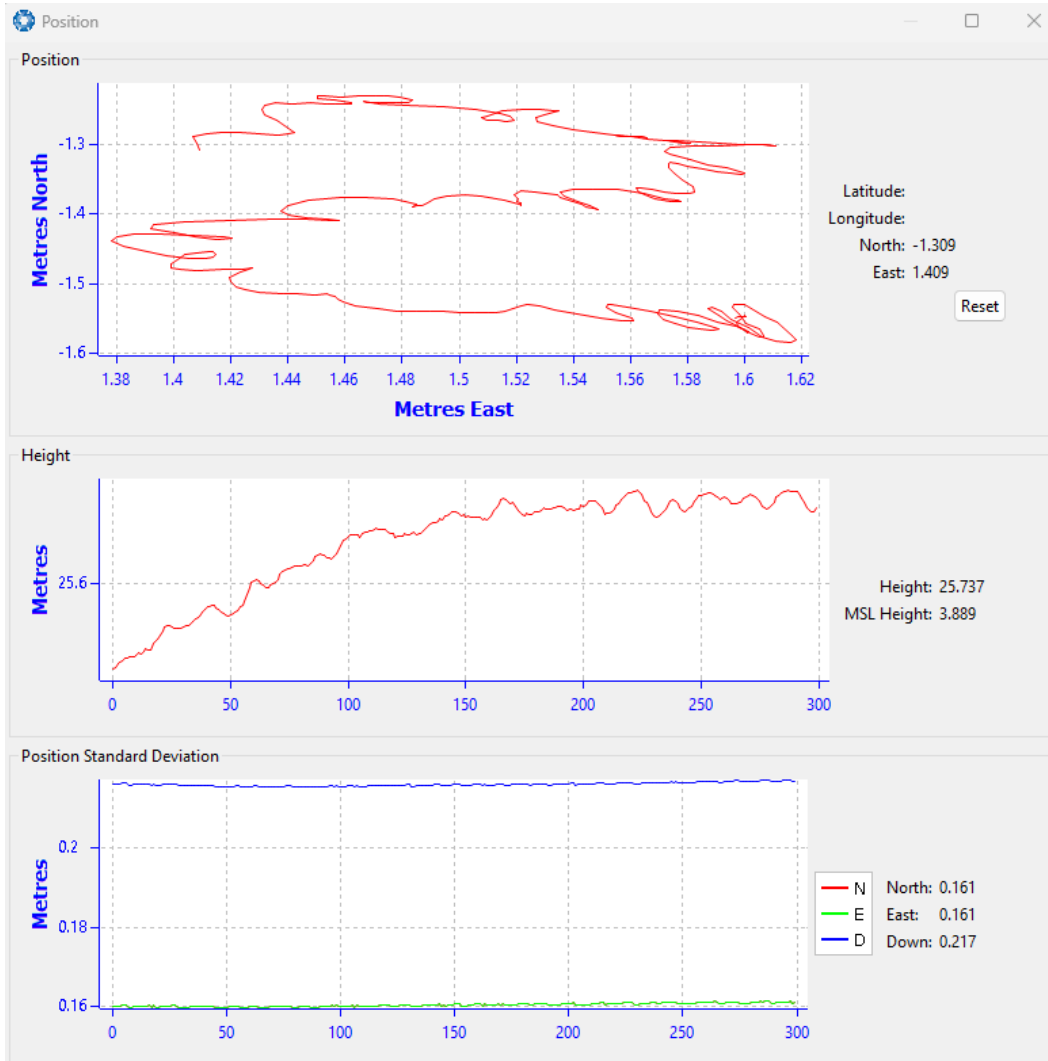 Position
Position
-1.3
-1.4
-1.5
-1.6
Metres North
1.38 1.4 1.42 1.44 1.46 1.48 1.5 1.52 1.54 1.56 1.58 1.6 1.62
Metres East
Latitude:
Longitude:
North: -1.309
East: 1.409
Reset
Height
25.6
Metres
0 50 100 150 200 250 300
Height: 25.737
MSL Height: 3.889
Position Standard Deviation
0.2
0.18
0.16
Metres
0 50 100 150 200 250 300
N North: 0.161
E East: 0.161
D Down: 0.217